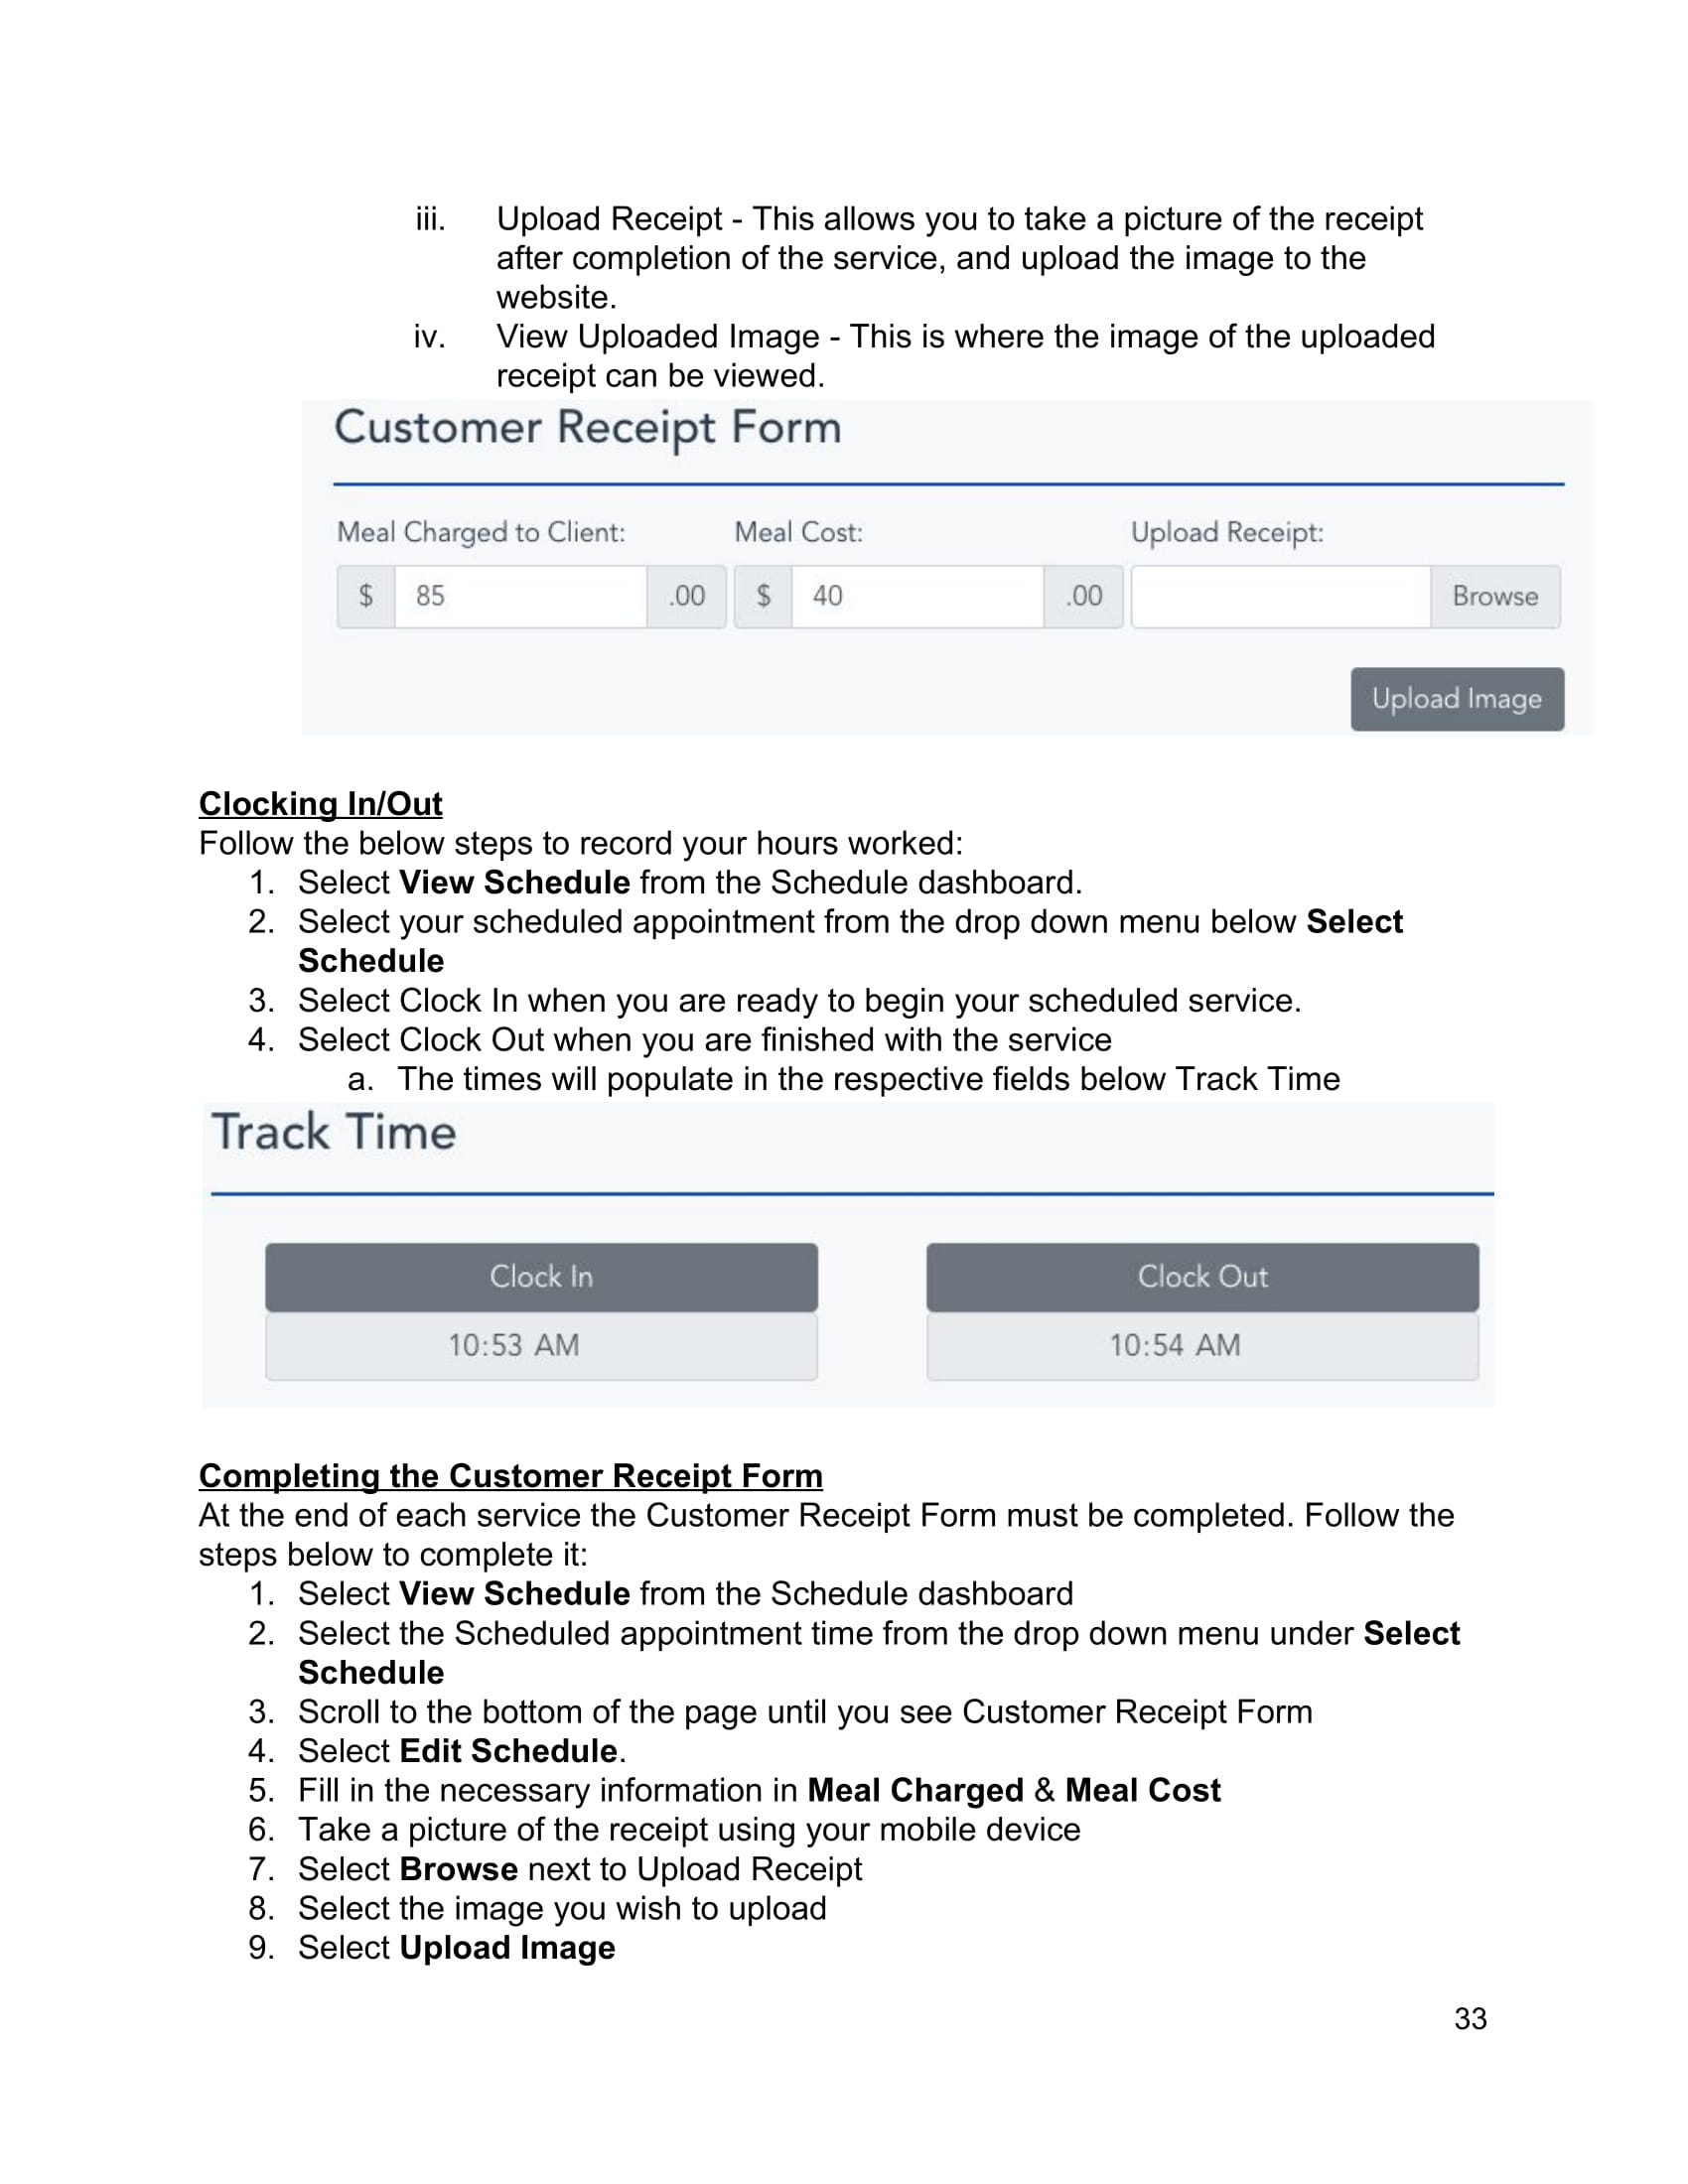 iii. Upload Receipt - This allows you to take a picture of the receipt
after completion of the service, and upload the image to the
website.
iv. View Uploaded Image - This is where the image of the uploaded
receipt can be viewed.
Customer Receipt Form
Meal Charged to Client: Meal Cost: Upload Receipt:
$ 85 .00 $ 40 .00 Browse
Upload Image
Clocking In/Out
Follow the below steps to record your hours worked:
1. Select View Schedule from the Schedule dashboard.
2. Select your scheduled appointment from the drop down menu below Select
Schedule
3. Select Clock In when you are ready to begin your scheduled service.
4. Select Clock Out when you are finished with the service
a. The times will populate in the respective fields below Track Time
Track Time
Clock In Clock Out
10:53 AM 10:54 AM
Completing the Customer Receipt Form
At the end of each service the Customer Receipt Form must be completed. Follow the
steps below to complete it:
1. Select View Schedule from the Schedule dashboard
2. Select the Scheduled appointment time from the drop down menu under Select
Schedule
3. Scroll to the bottom of the page until you see Customer Receipt Form
4. Select Edit Schedule.
5. Fill in the necessary information in Meal Charged & Meal Cost
6. Take a picture of the receipt using your mobile device
7. Select Browse next to Upload Receipt
8. Select the image you wish to upload
9. Select Upload Image
33